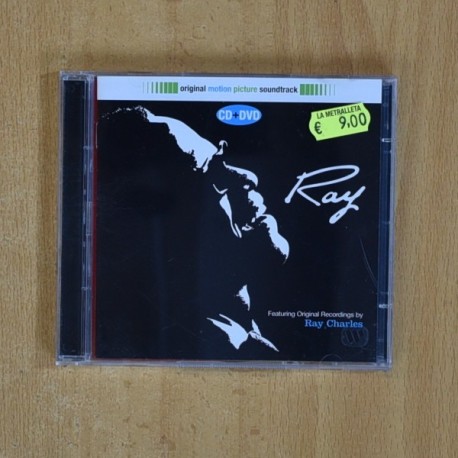 original motion picture soundtrack
CD+DVD
LA METRALLETA
€ 9,00
Ray
Featuring Original Recordings by
Ray Charles